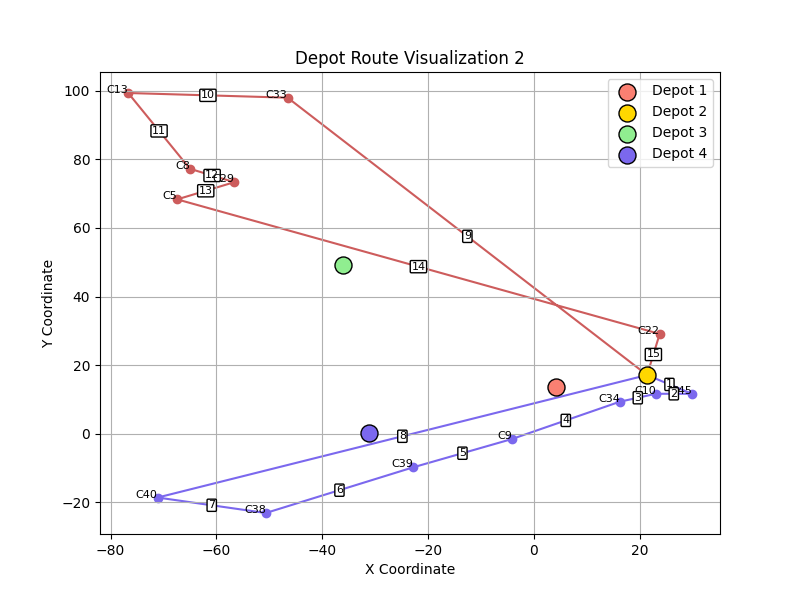 Depot Route Visualization 2
Depot 1
Depot 2
Depot 3
Depot 4
Y Coordinate
100
80
60
40
20
0
−20
C13
10
C33
11
C8
12
C29
13
C5
9
14
C22
15
1
C10
2
C45
C34
3
4
C9
8
5
C39
6
C40
7
C38
−80
−60
−40
−20
0
20
X Coordinate